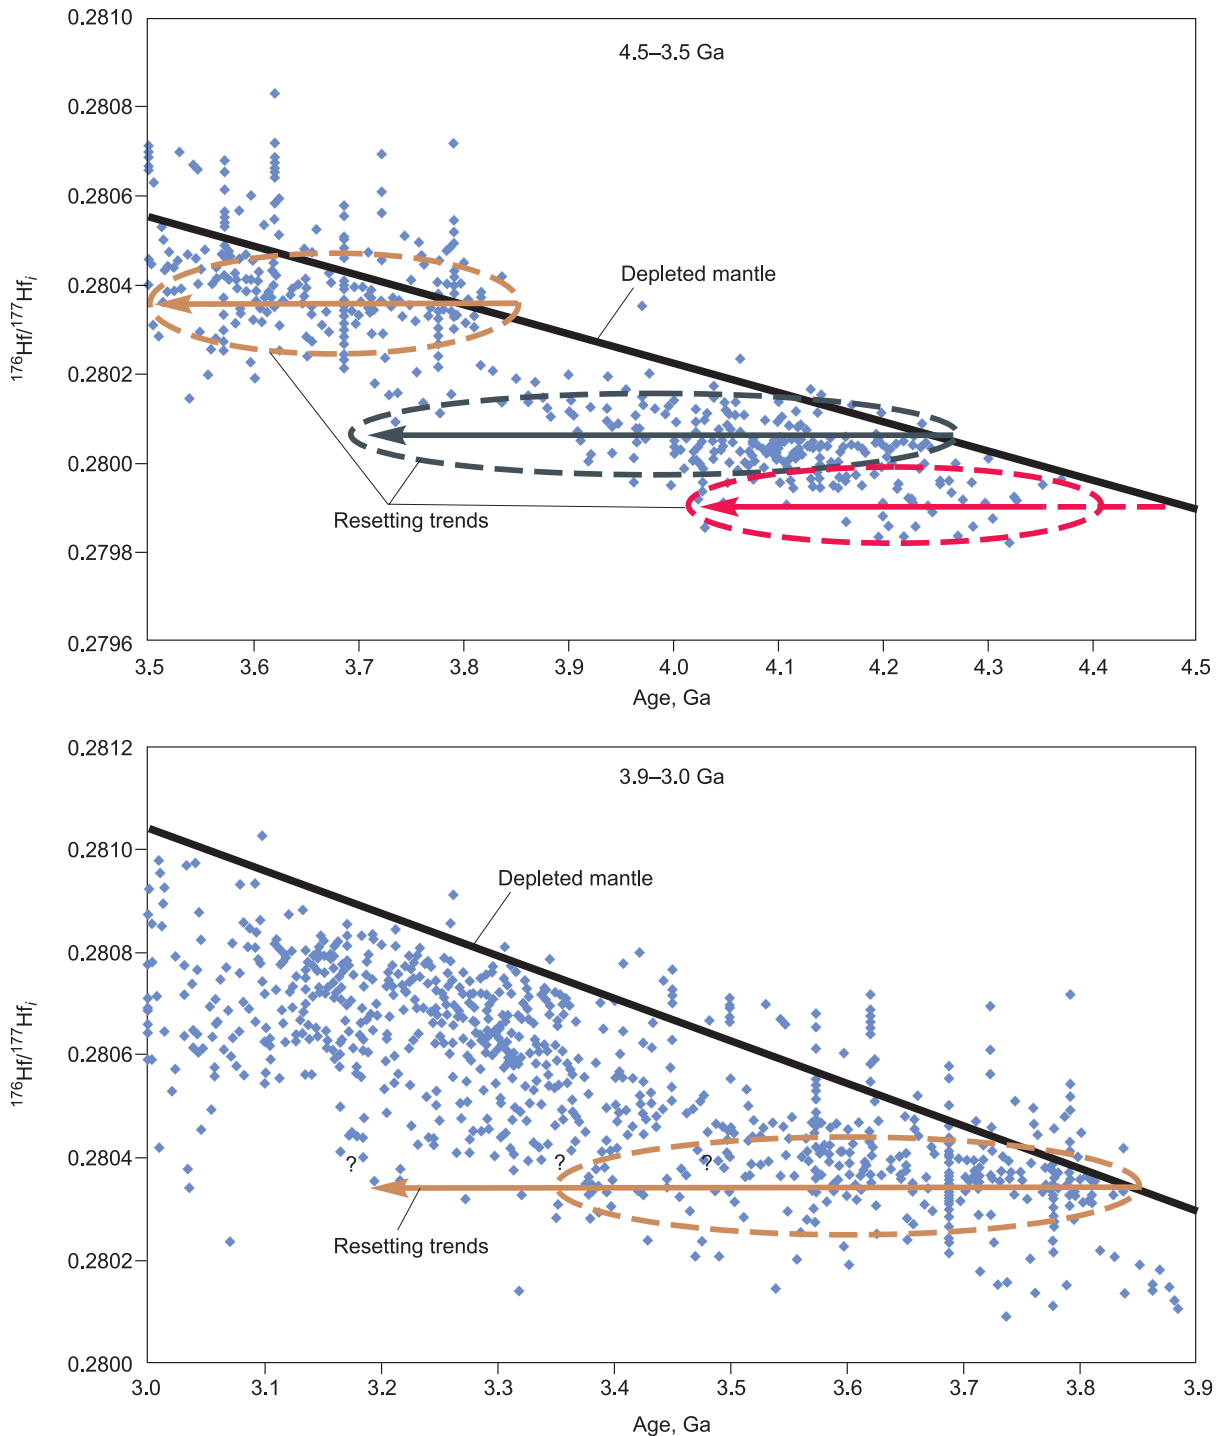 0.2810
4.5–3.5 Ga
0.2808
0.2806
Depleted mantle
0.2804
0.2802
0.2800
Resetting trends
0.2798
0.2796
¹⁷⁶Hf/¹⁷⁷Hfᵢ
3.5 3.6 3.7 3.8 3.9 4.0 4.1 4.2 4.3 4.4 4.5
Age, Ga
0.2812
3.9–3.0 Ga
0.2810
Depleted mantle
0.2808
0.2806
0.2804
? ? ?
Resetting trends
0.2802
0.2800
¹⁷⁶Hf/¹⁷⁷Hfᵢ
3.0 3.1 3.2 3.3 3.4 3.5 3.6 3.7 3.8 3.9
Age, Ga